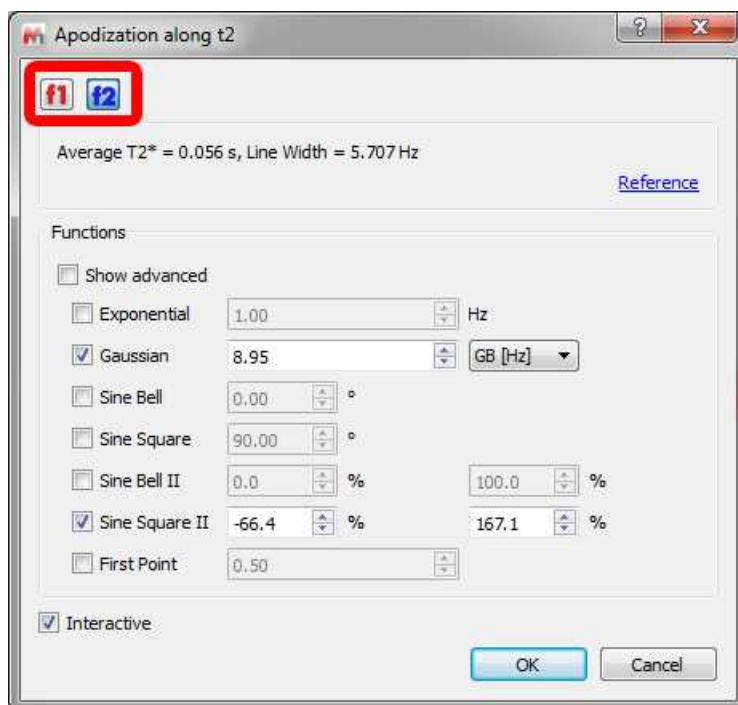 Apodization along t2
f1 f2
Average T2* = 0.056 s, Line Width = 5.707 Hz
Reference
Functions
Show advanced
Exponential 1.00 Hz
Gaussian 8.95 GB [Hz]
Sine Bell 0.00 °
Sine Square 90.00 °
Sine Bell II 0.0 % 100.0 %
Sine Square II -66.4 % 167.1 %
First Point 0.50
Interactive
OK Cancel